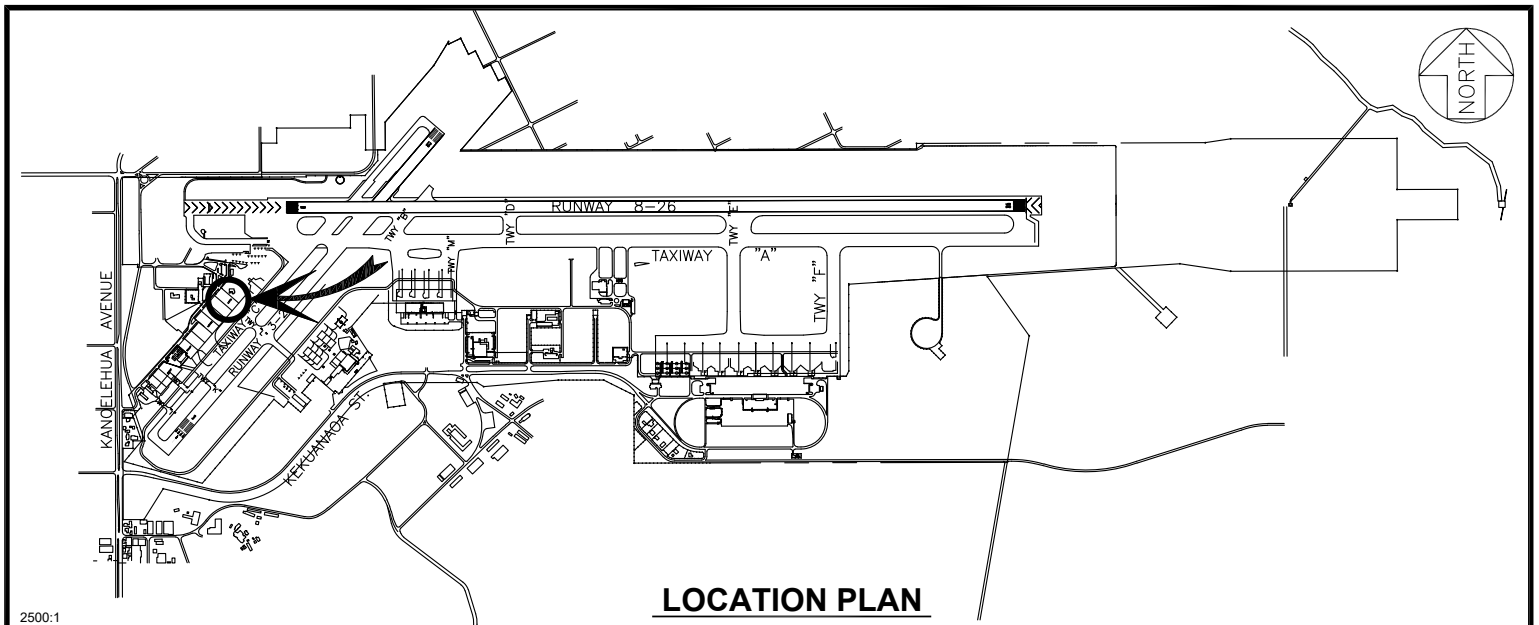 NORTH
RUNWAY 8-26
TWY "B"
TWY "D"
TWY "E"
TWY "M"
TAXIWAY "A"
TWY "F"
KANOELEHUA AVENUE
TAXIWAY
RUNWAY
KEKUANAOA ST.
LOCATION PLAN
2500:1